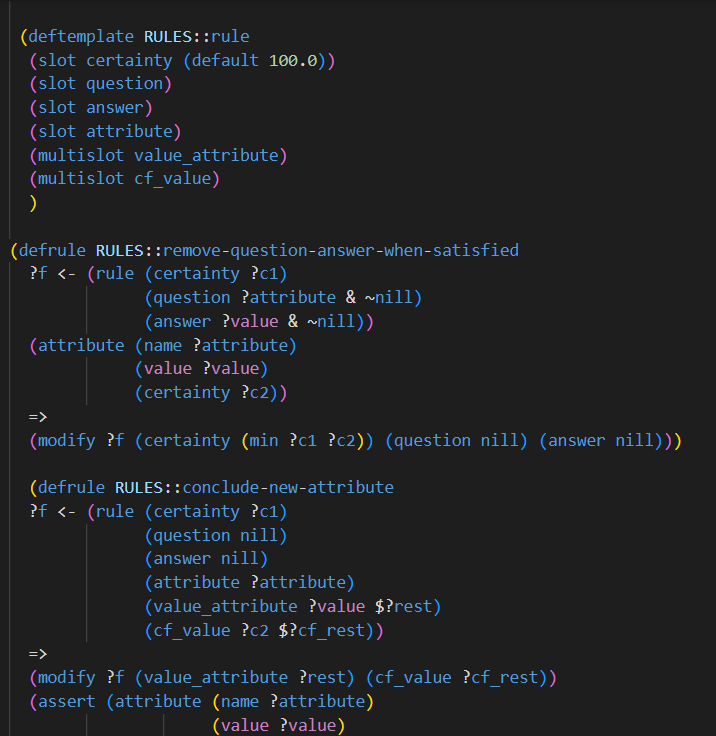 (deftemplate RULES::rule
(slot certainty (default 100.0))
(slot question)
(slot answer)
(slot attribute)
(multislot value_attribute)
(multislot cf_value)
)
(defrule RULES::remove-question-answer-when-satisfied
?f <- (rule (certainty ?c1)
(question ?attribute & ~nill)
(answer ?value & ~nill))
(attribute (name ?attribute)
(value ?value)
(certainty ?c2))
=>
(modify ?f (certainty (min ?c1 ?c2)) (question nill) (answer nill)))
(defrule RULES::conclude-new-attribute
?f <- (rule (certainty ?c1)
(question nill)
(answer nill)
(attribute ?attribute)
(value_attribute ?value $?rest)
(cf_value ?c2 $?cf_rest))
=>
(modify ?f (value_attribute ?rest) (cf_value ?cf_rest))
(assert (attribute (name ?attribute)
(value ?value)